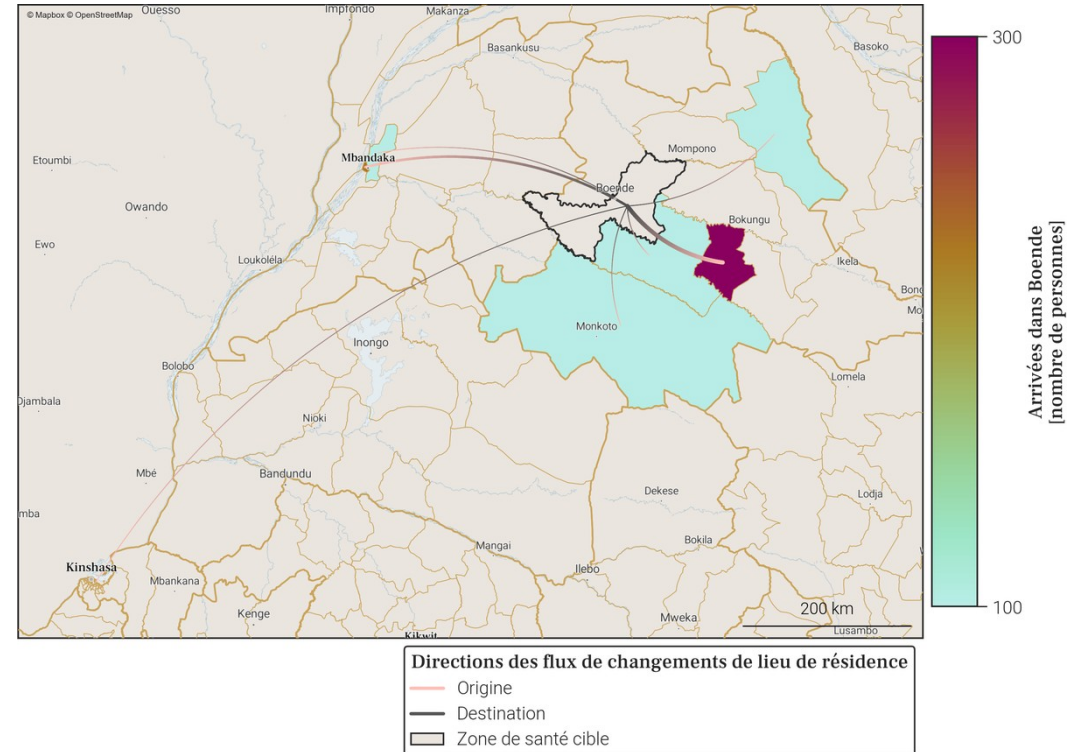 © Mapbox © OpenStreetMap
Ouesso
Impfondo
Makanza
Basankusu
Basoko
Etoumbi
Mbandaka
Mompono
Boende
Owando
Bokungu
Ewo
Loukoléla
Ikela
Bond
Mo
Monkoto
Inongo
Bolobo
Lomela
Djambala
Nioki
Mbé
Bandundu
Dekese
Lodja
mba
Mangai
Bokila
Ilebo
Kinshasa
Mbankana
Kenge
Mweka
200 km
Kikwit
Lusambo
300
100
Arrivées dans Boende
[nombre de personnes]
Directions des flux de changements de lieu de résidence
Origine
Destination
Zone de santé cible